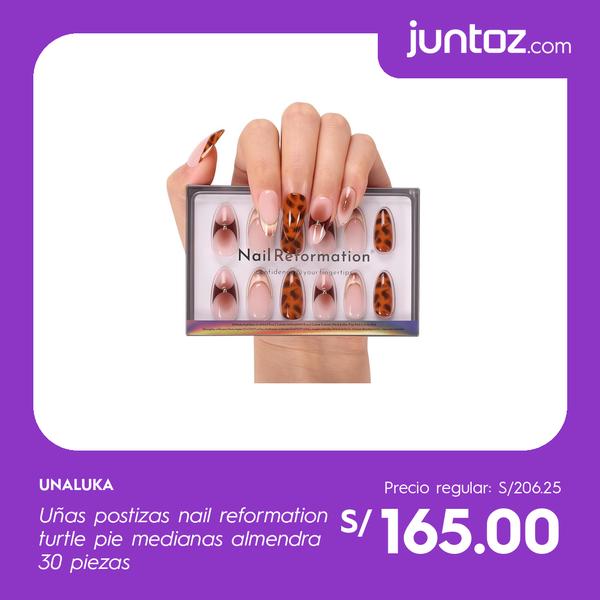 juntoz.com
Nail Reformation
UNALUKA
Uñas postizas nail reformation
turtle pie medianas almendra
30 piezas
Precio regular: S/206.25
S/ 165.00